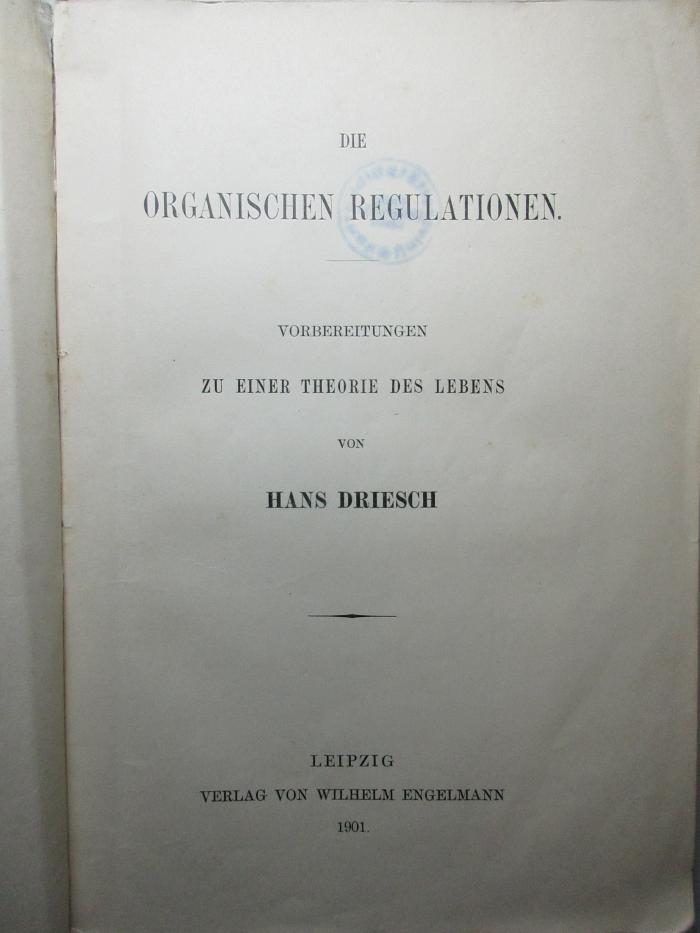 DIE
ORGANISCHEN REGULATIONEN.
VORBEREITUNGEN
ZU EINER THEORIE DES LEBENS
VON
HANS DRIESCH
LEIPZIG
VERLAG VON WILHELM ENGELMANN
1901.